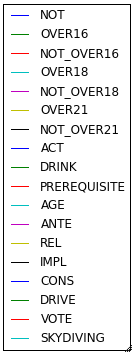 NOT
OVER16
NOT_OVER16
OVER18
NOT_OVER18
OVER21
NOT_OVER21
ACT
DRINK
PREREQUISITE
AGE
ANTE
REL
IMPL
CONS
DRIVE
VOTE
SKYDIVING